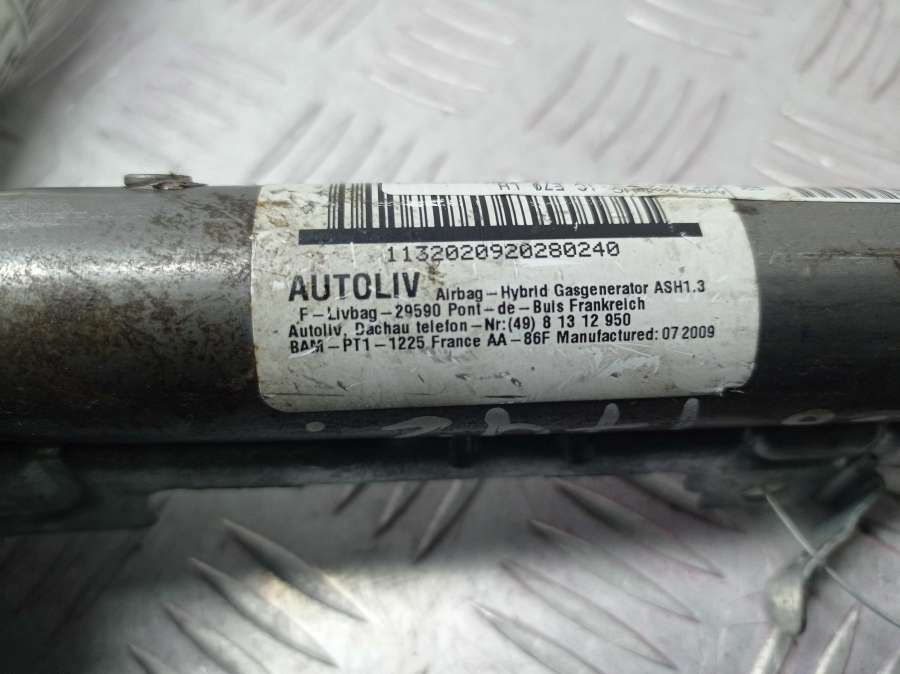 1132020920280240
AUTOLIV Airbag-Hybrid Gasgenerator ASH1.3
F-Livbag-29590 Pont-de-Buis Frankreich
Autoliv, Dachau telefon-Nr:(49) 8 13 12 950
BAM-PT1-1225 France AA-86F Manufactured: 07 2009